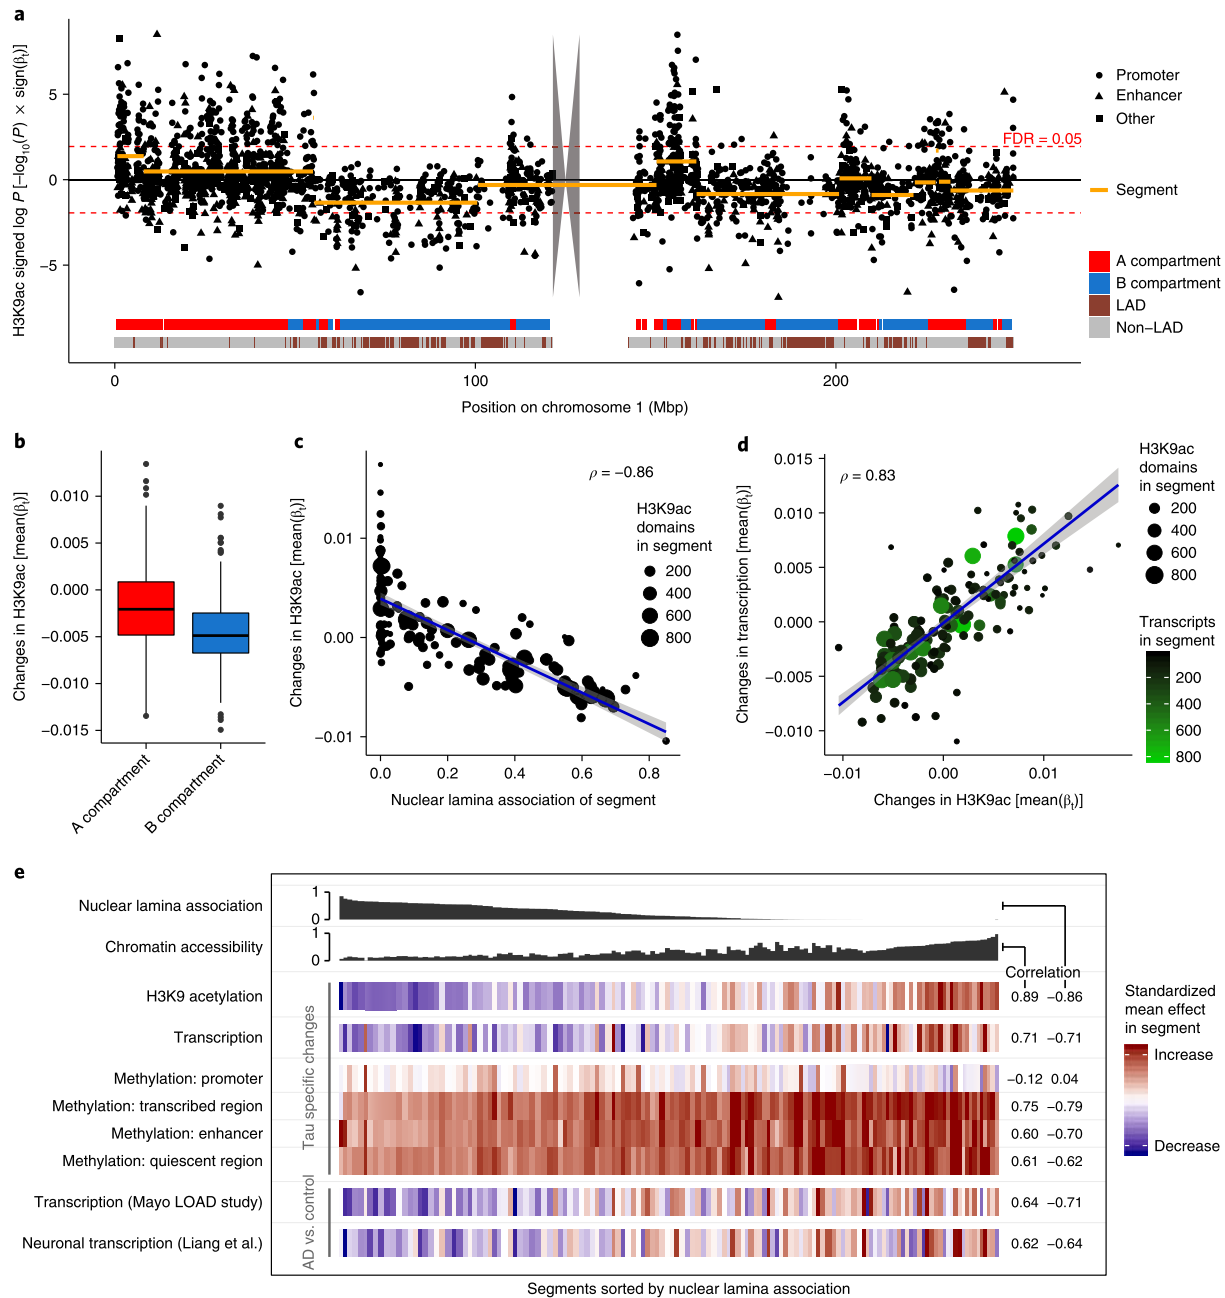 a
H3K9ac signed log P [−log10(P) × sign(βt)]
5
0
−5
FDR = 0.05
Promoter
Enhancer
Other
Segment
A compartment
B compartment
LAD
Non−LAD
0
100
200
Position on chromosome 1 (Mbp)
b
Changes in H3K9ac [mean(βt)]
0.010
0.005
0.000
−0.005
−0.010
−0.015
A compartment
B compartment
c
Changes in H3K9ac [mean(βt)]
0.01
0.00
−0.01
ρ = −0.86
H3K9ac
domains
in segment
200
400
600
800
0.0
0.2
0.4
0.6
0.8
Nuclear lamina association of segment
d
Changes in transcription [mean(βt)]
0.015
0.010
0.005
0.000
−0.005
−0.010
ρ = 0.83
−0.01
0.00
0.01
Changes in H3K9ac [mean(βt)]
H3K9ac
domains
in segment
200
400
600
800
Transcripts
in segment
200
400
600
800
e
Nuclear lamina association
1
0
Chromatin accessibility
1
0
Correlation
Tau specific changes
H3K9 acetylation
0.89 −0.86
Transcription
0.71 −0.71
Methylation: promoter
−0.12 0.04
Methylation: transcribed region
0.75 −0.79
Methylation: enhancer
0.60 −0.70
Methylation: quiescent region
0.61 −0.62
AD vs. control
Transcription (Mayo LOAD study)
0.64 −0.71
Neuronal transcription (Liang et al.)
0.62 −0.64
Segments sorted by nuclear lamina association
Standardized
mean effect
in segment
Increase
Decrease